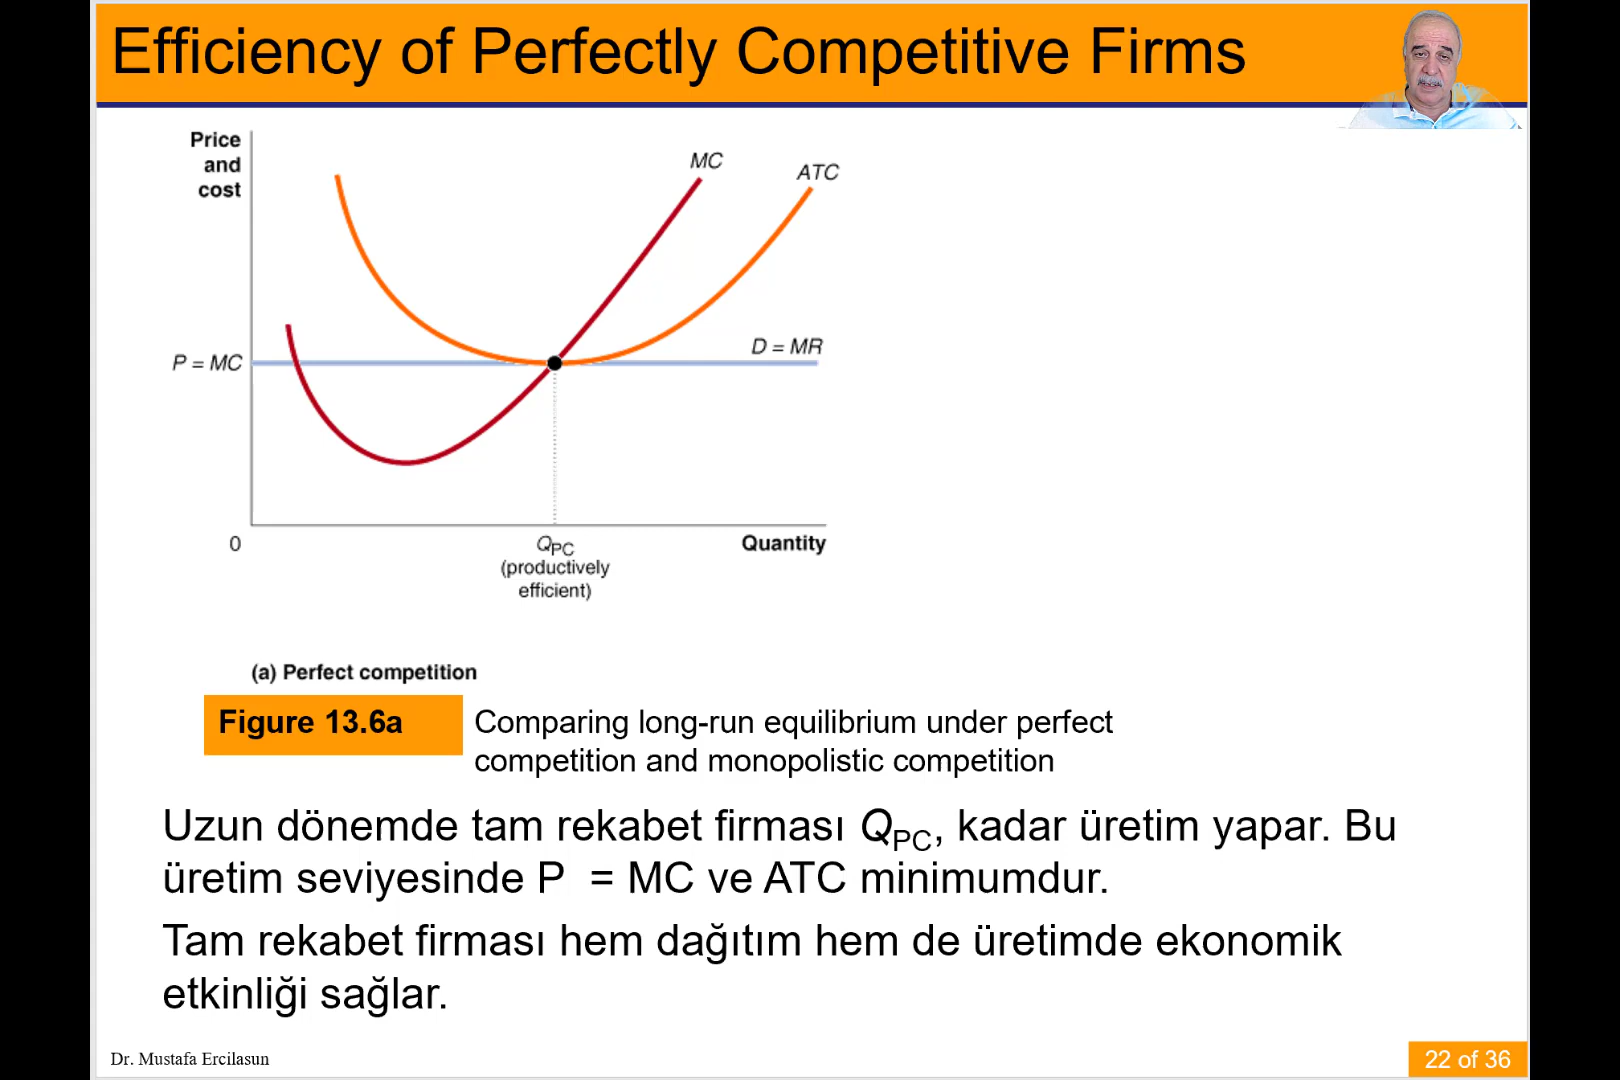 Efficiency of Perfectly Competitive Firms
Price
and
cost
MC
ATC
D = MR
P = MC
0
QPC
(productively
efficient)
Quantity
(a) Perfect competition
Figure 13.6a
Comparing long-run equilibrium under perfect
competition and monopolistic competition
Uzun dönemde tam rekabet firması QPC, kadar üretim yapar. Bu
üretim seviyesinde P = MC ve ATC minimumdur.
Tam rekabet firması hem dağıtım hem de üretimde ekonomik
etkinliği sağlar.
Dr. Mustafa Ercilasun
22 of 36